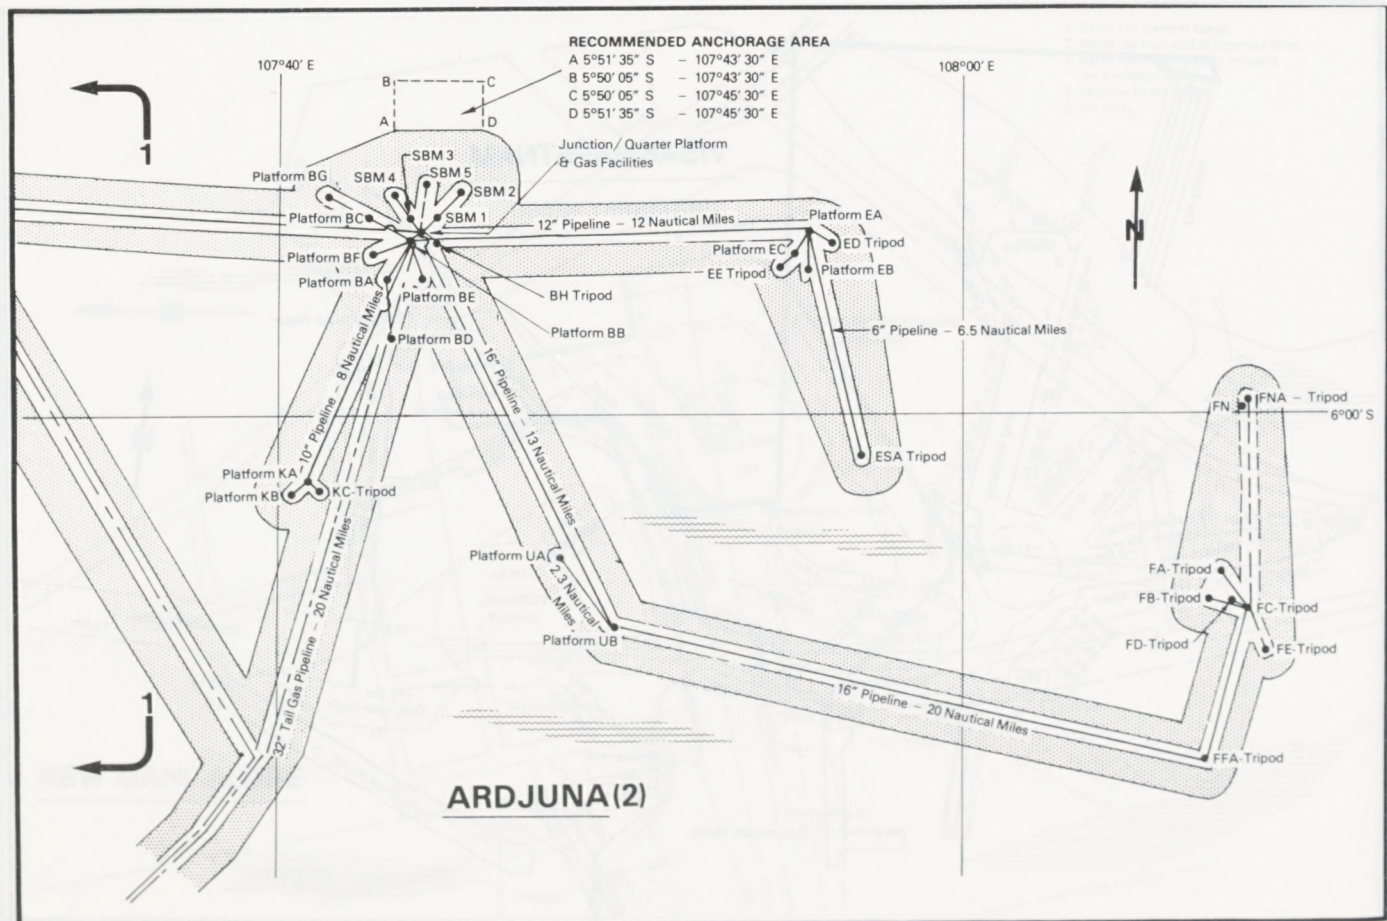 RECOMMENDED ANCHORAGE AREA
A 5°51' 35" S – 107°43' 30" E
B 5°50' 05" S – 107°43' 30" E
C 5°50' 05" S – 107°45' 30" E
D 5°51' 35" S – 107°45' 30" E
107°40' E
108°00' E
B
C
A
D
1
Junction/ Quarter Platform
& Gas Facilities
SBM 3
SBM 5
SBM 4
SBM 2
SBM 1
Platform BG
Platform BC
Platform BF
Platform BA
Platform BE
Platform BD
BH Tripod
Platform BB
12" Pipeline – 12 Nautical Miles
Platform EA
ED Tripod
Platform EC
EE Tripod
Platform EB
N
6" Pipeline – 6.5 Nautical Miles
10" Pipeline – 8 Nautical Miles
16" Pipeline – 13 Nautical Miles
FNA – Tripod
FN
6°00' S
ESA Tripod
Platform KA
Platform KB
KC-Tripod
32" Tail Gas Pipeline – 20 Nautical Miles
Platform UA
2.3 Nautical
Miles
Platform UB
FA-Tripod
FB-Tripod
FC-Tripod
FD-Tripod
FE-Tripod
16" Pipeline – 20 Nautical Miles
FFA-Tripod
1
ARDJUNA (2)